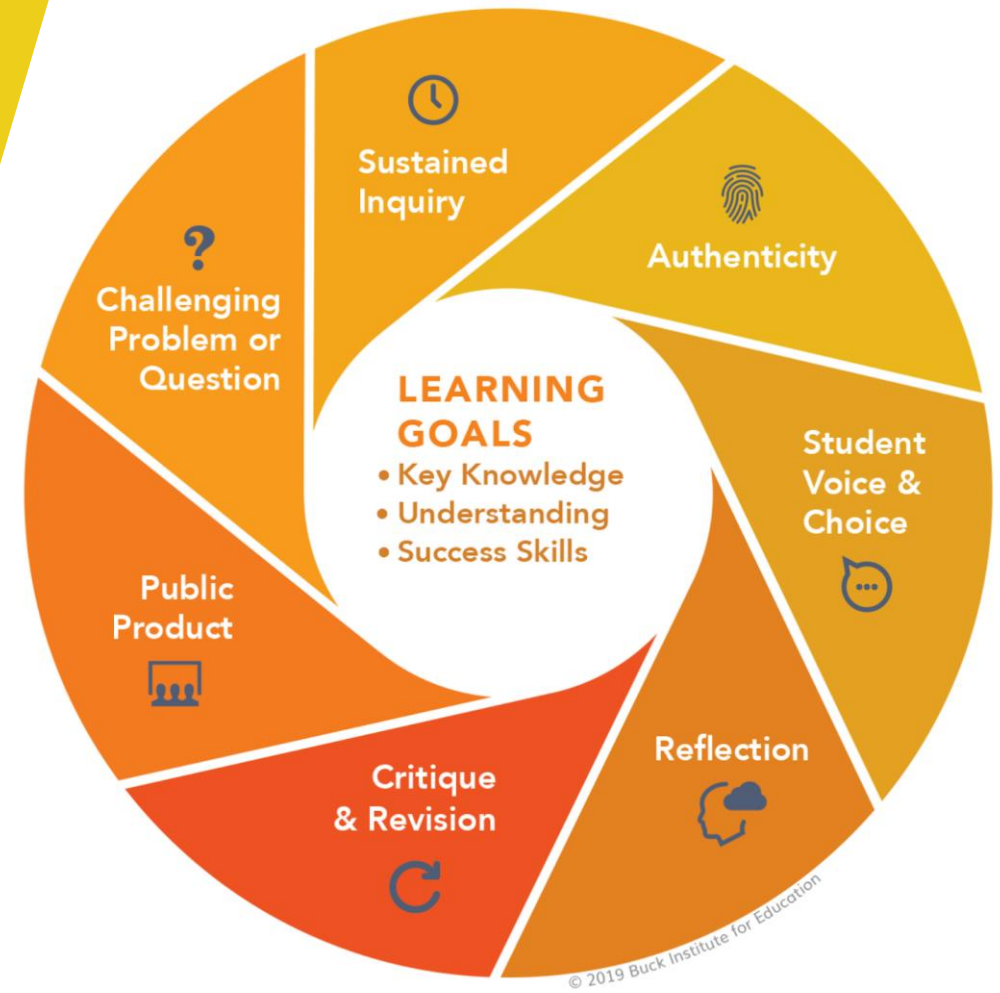 Sustained
Inquiry
Authenticity
?
Challenging
Problem or
Question
LEARNING
GOALS
• Key Knowledge
• Understanding
• Success Skills
Student
Voice &
Choice
Public
Product
Reflection
Critique
& Revision
© 2019 Buck Institute for Education